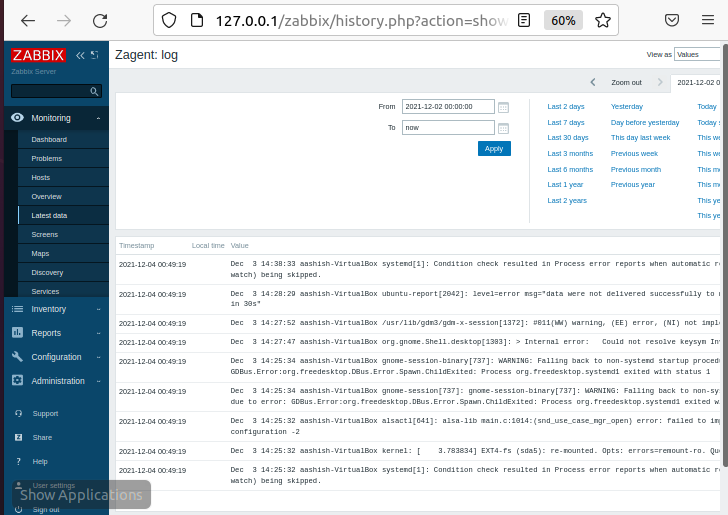 127.0.0.1/zabbix/history.php?action=show
60%
ZABBIX
Zabbix Server
Monitoring
Dashboard
Problems
Hosts
Overview
Latest data
Screens
Maps
Discovery
Services
Inventory
Reports
Configuration
Administration
Support
Share
Help
User settings
Sign out
Show Applications
Zagent: log
View as Values
Zoom out 2021-12-02 0
From 2021-12-02 00:00:00
To now
Apply
Last 2 days Yesterday Today
Last 7 days Day before yesterday Today
Last 30 days This day last week This we
Last 3 months Previous week This
Last 6 months Previous month This
Last 1 year Previous year This
Last 2 years This ye
This ye
Timestamp Local time Value
2021-12-04 00:49:19 Dec 3 14:38:33 aashish-VirtualBox systemd[1]: Condition check resulted in Process error reports when automatic
watch) being skipped.
2021-12-04 00:49:19 Dec 3 14:28:29 aashish-VirtualBox ubuntu-report[2042]: level=error msg="data were not delivered successfully to
in 30s"
2021-12-04 00:49:19 Dec 3 14:27:52 aashish-VirtualBox /usr/lib/gdm3/gdm-x-session[1372]: #011(WW) warning, (EE) error, (NI) not impl
2021-12-04 00:49:19 Dec 3 14:27:47 aashish-VirtualBox org.gnome.Shell.desktop[1303]: > Internal error: Could not resolve keysym In
2021-12-04 00:49:19 Dec 3 14:25:34 aashish-VirtualBox gnome-session-binary[737]: WARNING: Falling back to non-systemd startup proced
GDBus.Error:org.freedesktop.DBus.Error.Spawn.ChildExited: Process org.freedesktop.systemd1 exited with status 1
2021-12-04 00:49:19 Dec 3 14:25:34 aashish-VirtualBox gnome-session[737]: gnome-session-binary[737]: WARNING: Falling back to non-sy
due to error: GDBus.Error:org.freedesktop.DBus.Error.Spawn.ChildExited: Process org.freedesktop.systemd1 exited w
2021-12-04 00:49:19 Dec 3 14:25:32 aashish-VirtualBox alsactl[641]: alsa-lib main.c:1014:(snd_use_case_mgr_open) error: failed to im
configuration -2
2021-12-04 00:49:19 Dec 3 14:25:32 aashish-VirtualBox kernel: [ 3.783834] EXT4-fs (sda5): re-mounted. Opts: errors=remount-ro. Qu
2021-12-04 00:49:19 Dec 3 14:25:32 aashish-VirtualBox systemd[1]: Condition check resulted in Process error reports when automatic
watch) being skipped.